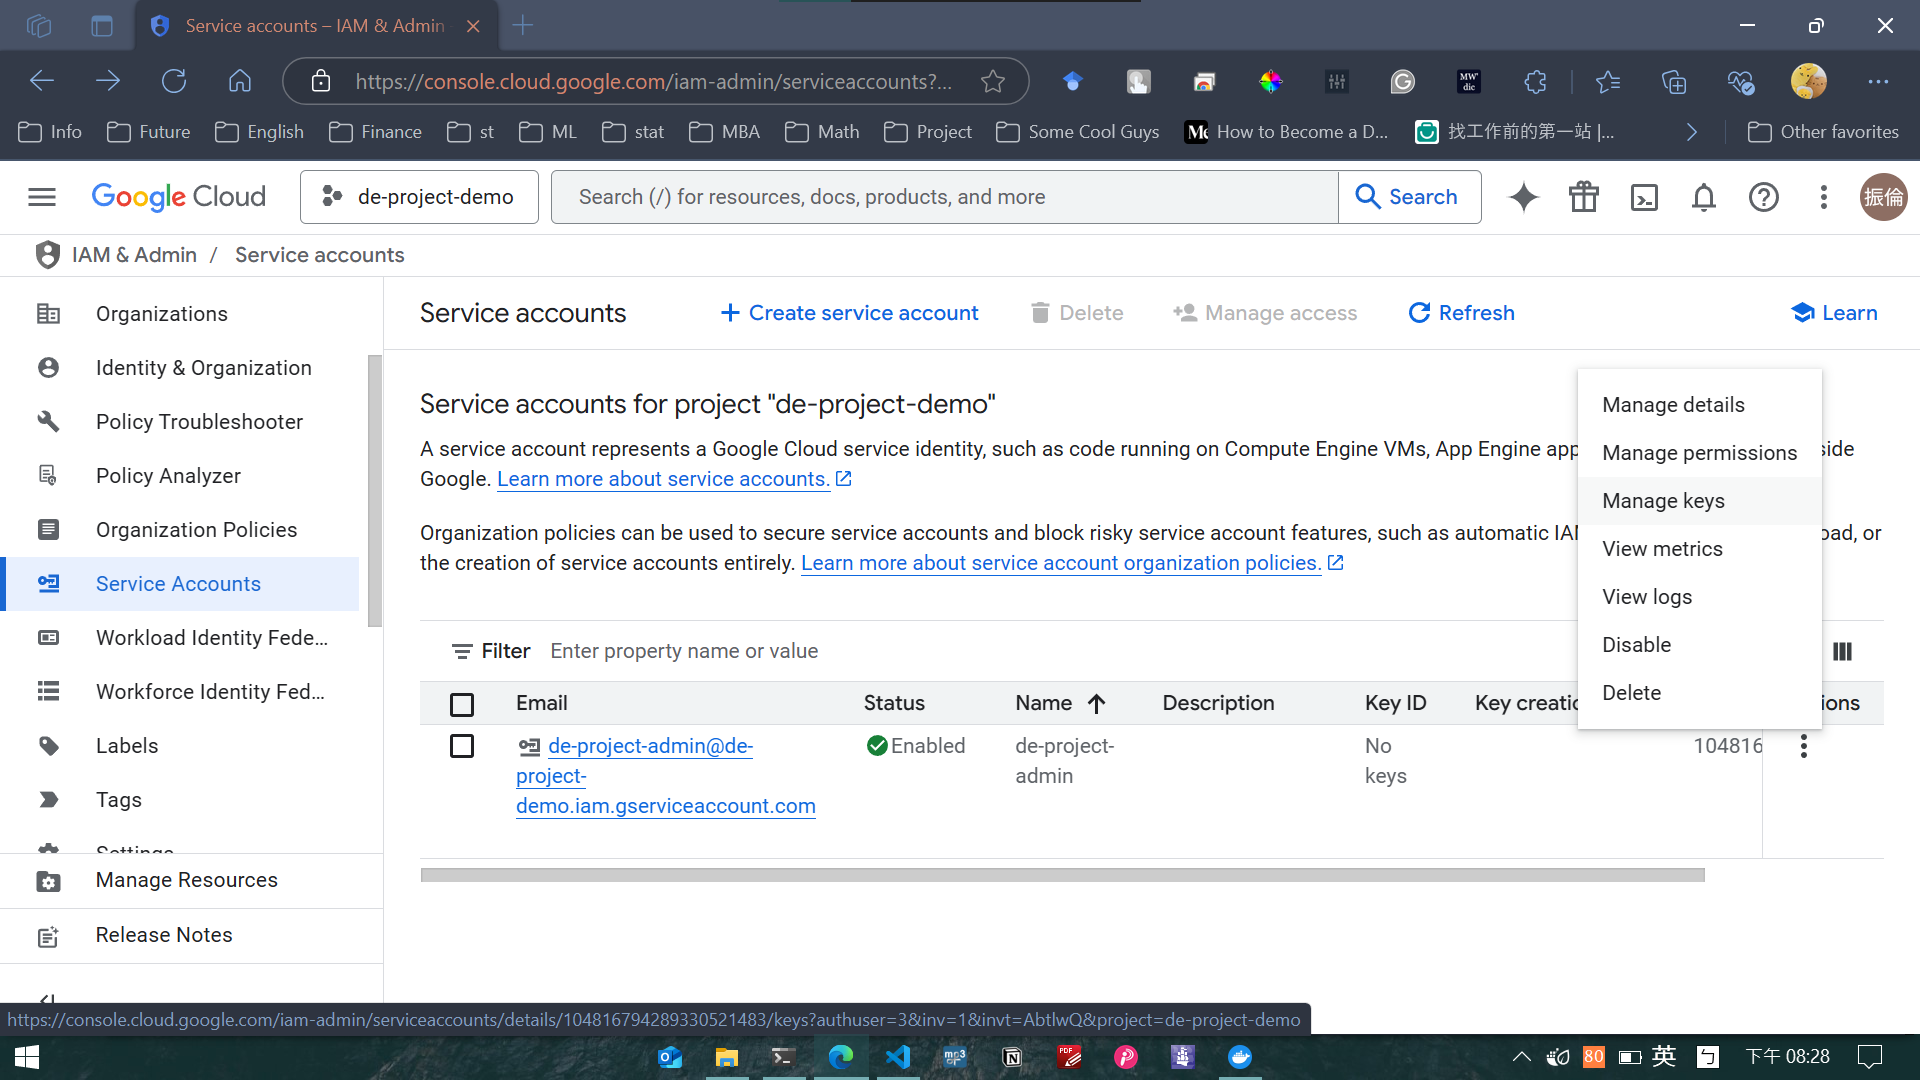 Service accounts – IAM & Admin
https://console.cloud.google.com/iam-admin/serviceaccounts?...
Info
Future
English
Finance
st
ML
stat
MBA
Math
Project
Some Cool Guys
How to Become a D...
找工作前的第一站 |...
Other favorites
Google Cloud
de-project-demo
Search (/) for resources, docs, products, and more
Search
振倫
IAM & Admin / Service accounts
Organizations
Identity & Organization
Policy Troubleshooter
Policy Analyzer
Organization Policies
Service Accounts
Workload Identity Fede...
Workforce Identity Fed...
Labels
Tags
Settings
Manage Resources
Release Notes
Service accounts
Create service account
Delete
Manage access
Refresh
Learn
Service accounts for project "de-project-demo"
A service account represents a Google Cloud service identity, such as code running on Compute Engine VMs, App Engine app side
Google. Learn more about service accounts.
Organization policies can be used to secure service accounts and block risky service account features, such as automatic IAM oad, or
the creation of service accounts entirely. Learn more about service account organization policies.
Manage details
Manage permissions
Manage keys
View metrics
View logs
Disable
Delete
Filter
Enter property name or value
Email
Status
Name
Description
Key ID
Key creatio
ions
de-project-admin@de-
project-
demo.iam.gserviceaccount.com
Enabled
de-project-
admin
No
keys
104816
https://console.cloud.google.com/iam-admin/serviceaccounts/details/104816794289330521483/keys?authuser=3&inv=1&invt=AbtlwQ&project=de-project-demo
80
英
ㄅ
下午 08:28